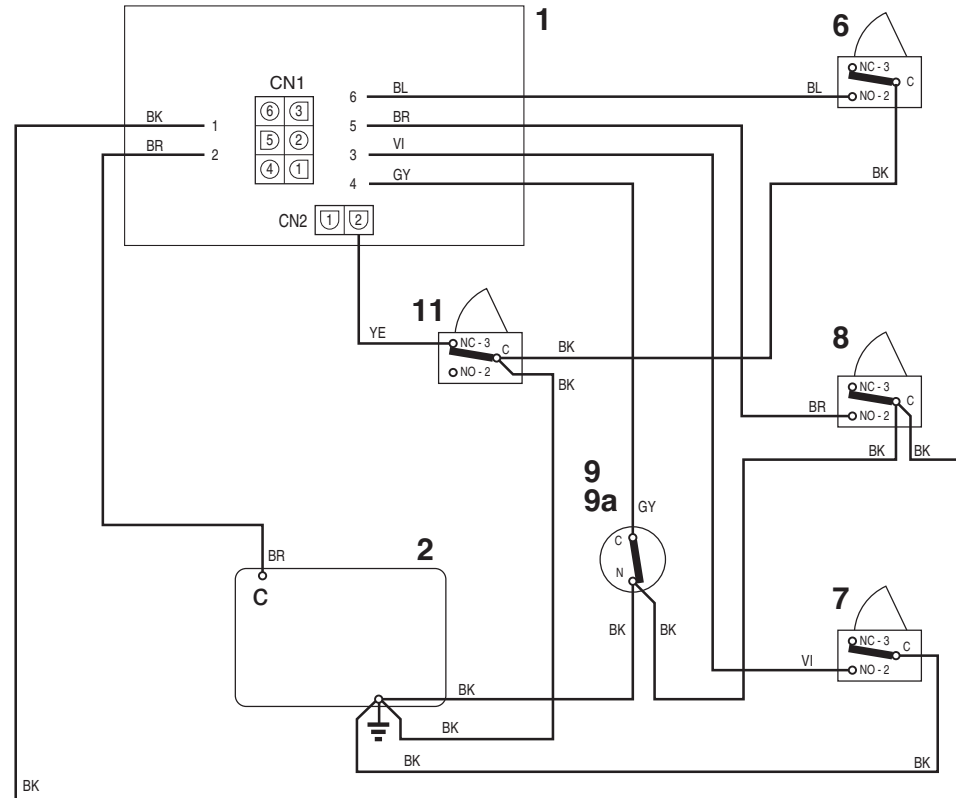 1
6
NC - 3
C
NO - 2
BL
BK
CN1
6 3
5 2
4 1
CN2 1 2
6 BL
5 BR
3 VI
4 GY
BK 1
BR 2
11
YE
NC - 3
C
NO - 2
BK
BK
8
NC - 3
C
NO - 2
BR
BK
BK
9
9a
GY
C
N
BK
BK
2
BR
C
7
NC - 3
C
NO - 2
VI
BK
BK
BK
BK
BK